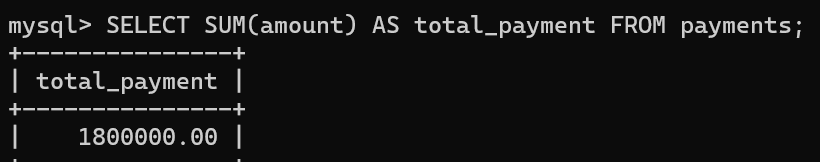 mysql> SELECT SUM(amount) AS total_payment FROM payments;
+---------------+
| total_payment |
+---------------+
|    1800000.00 |